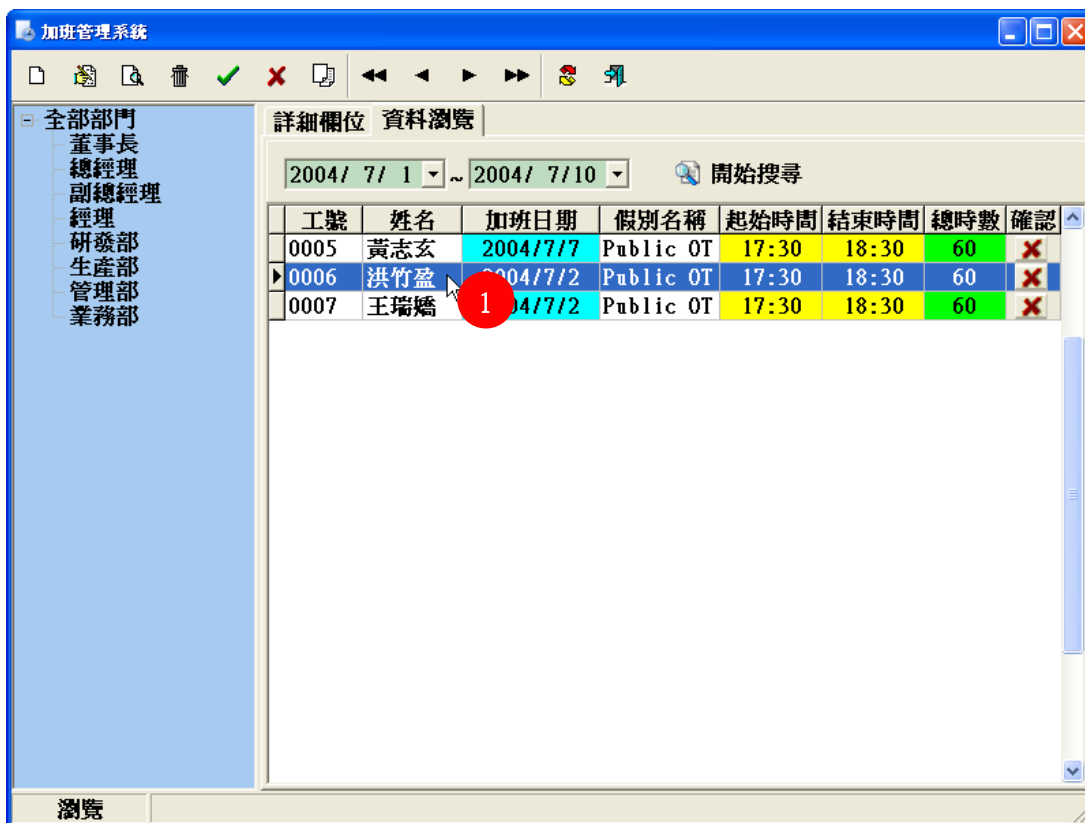 加班管理系統
全部部門
董事長
總經理
副總經理
經理
研發部
生產部
管理部
業務部
詳細欄位 資料瀏覽
2004/ 7/ 1 ~ 2004/ 7/10 開始搜尋
工號 姓名 加班日期 假別名稱 起始時間 結束時間 總時數 確認
0005 黃志玄 2004/7/7 Public OT 17:30 18:30 60
0006 洪竹盈 2004/7/2 Public OT 17:30 18:30 60
0007 王瑞嬌 1 04/7/2 Public OT 17:30 18:30 60
瀏覽